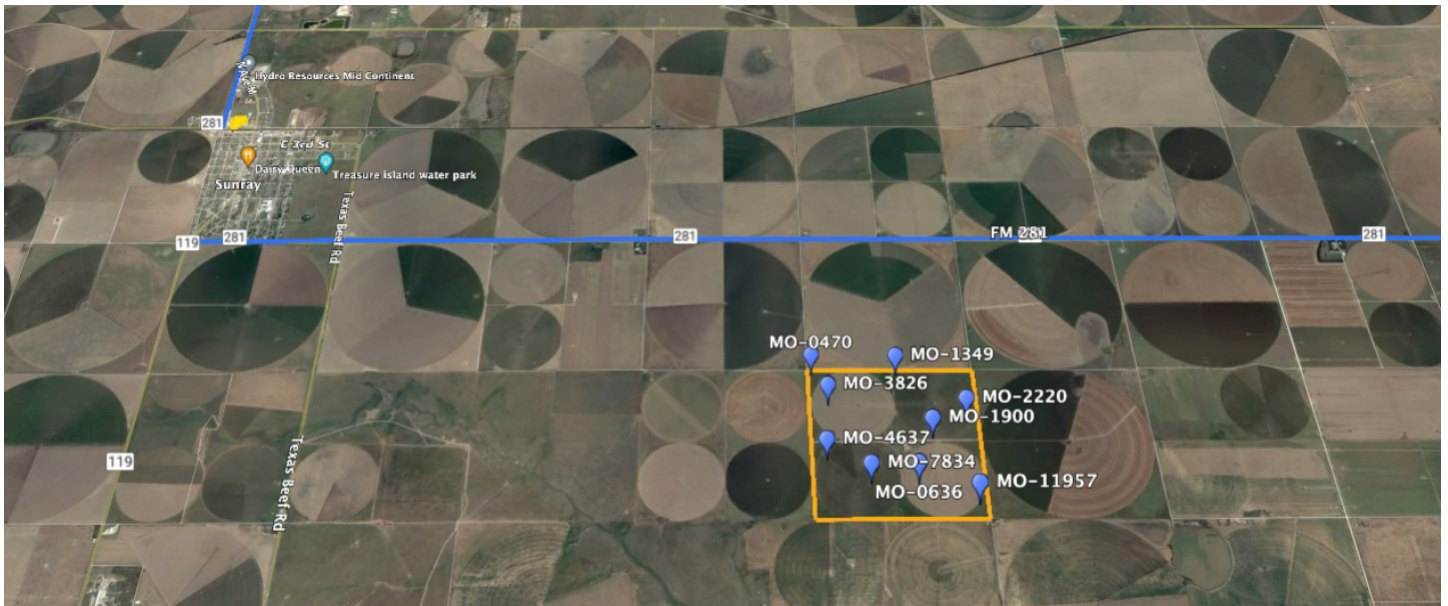 Hydro Resources Mid Continent
N Ave M
281
E 3rd St
Dairy Queen
Treasure island water park
Sunray
Texas Beef Rd
119
281
281
FM 281
281
MO-0470
MO-1349
MO-3826
MO-2220
MO-1900
MO-4637
MO-7834
119
Texas Beef Rd
MO-0636
MO-11957